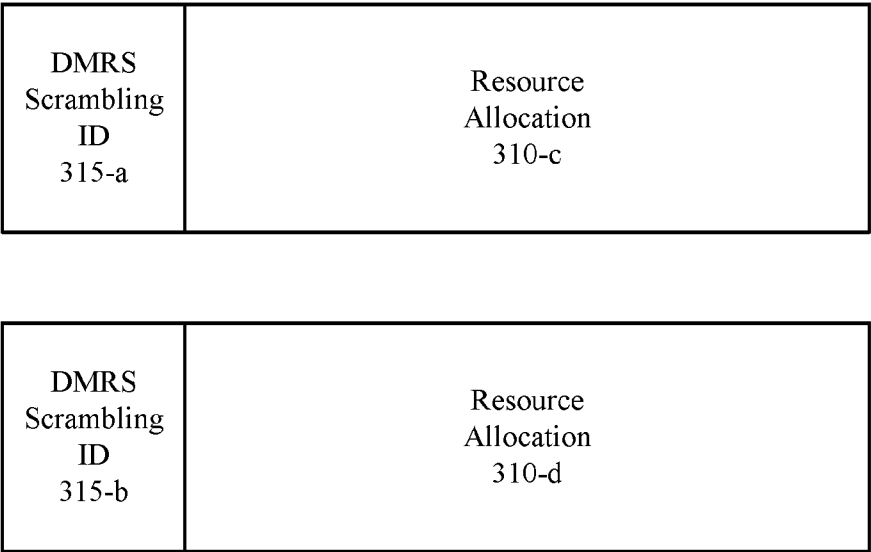 DMRS
Scrambling
ID
315-a
Resource
Allocation
310-c
DMRS
Scrambling
ID
315-b
Resource
Allocation
310-d